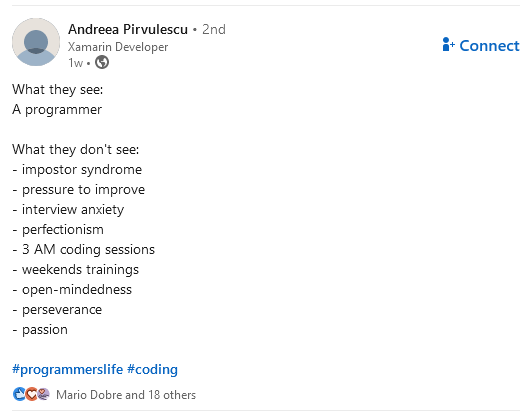 Andreea Pirvulescu • 2nd
Xamarin Developer
1w •
Connect
What they see:
A programmer
What they don't see:
- impostor syndrome
- pressure to improve
- interview anxiety
- perfectionism
- 3 AM coding sessions
- weekends trainings
- open-mindedness
- perseverance
- passion
#programmerslife #coding
Mario Dobre and 18 others